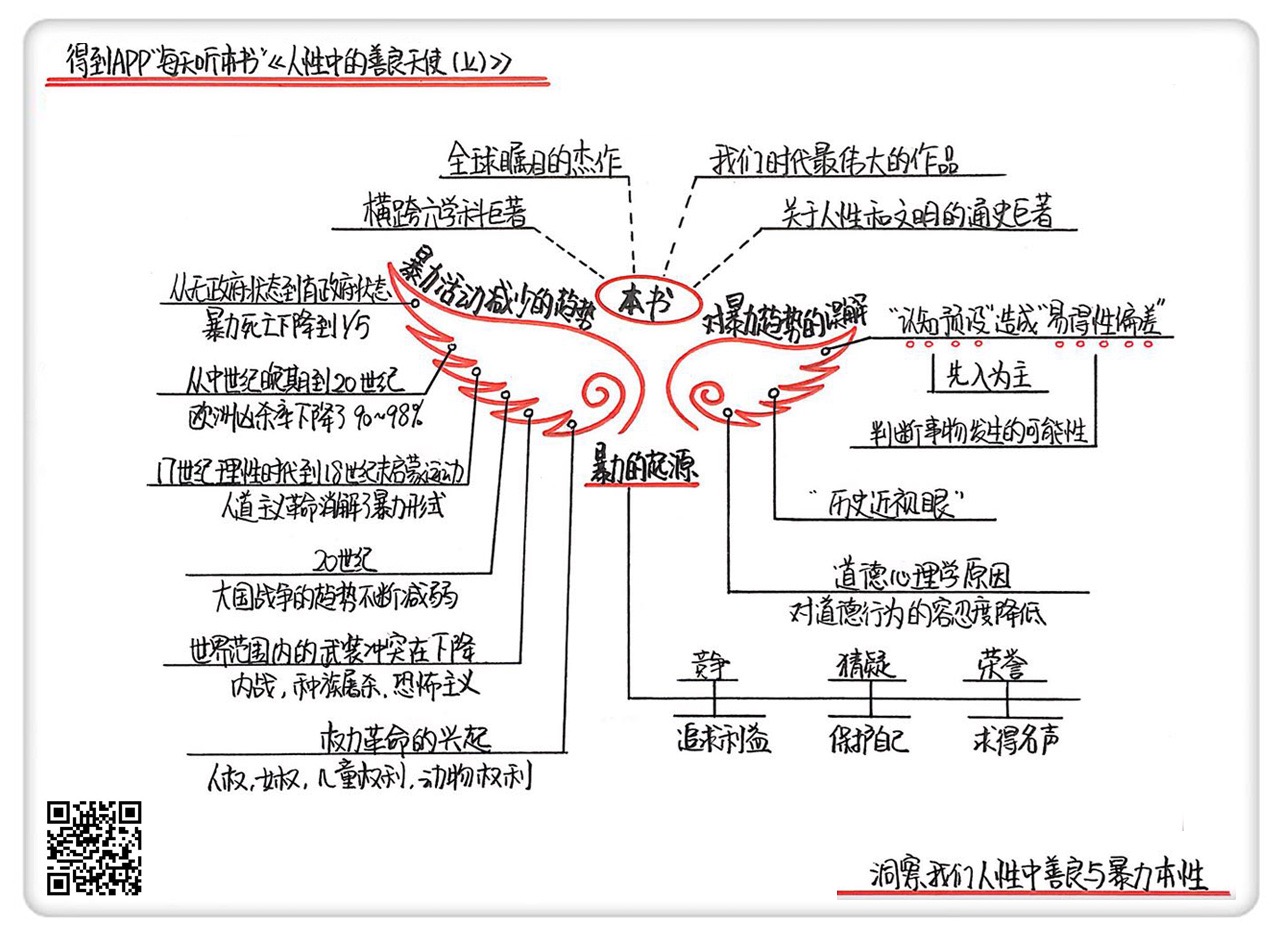 得到APP“每天听本书”《人性中的善良天使(上)》
全球瞩目的杰作
我们时代最伟大的作品
横跨六学科巨著
关于人性和文明的通史巨著
本书
暴力活动减少的趋势
从无政府状态到有政府状态
暴力死亡下降到1/5
从中世纪晚期到20世纪
欧洲凶杀率下降了90~98%
17世纪理性时代到18世纪末启蒙运动
人道主义革命消解了暴力形式
20世纪
大国战争的趋势不断减弱
世界范围内的武装冲突在下降
内战,种族屠杀,恐怖主义
权力革命的兴起
人权,女权,儿童权利,动物权利
对暴力趋势的误解
“认知预设”造成“易得性偏差”
先入为主
判断事物发生的可能性
“历史近视眼”
道德心理学原因
对道德行为的容忍度降低
暴力的起源
竞争
追求利益
猜疑
保护自己
荣誉
求得名声
洞察我们人性中善良与暴力本性